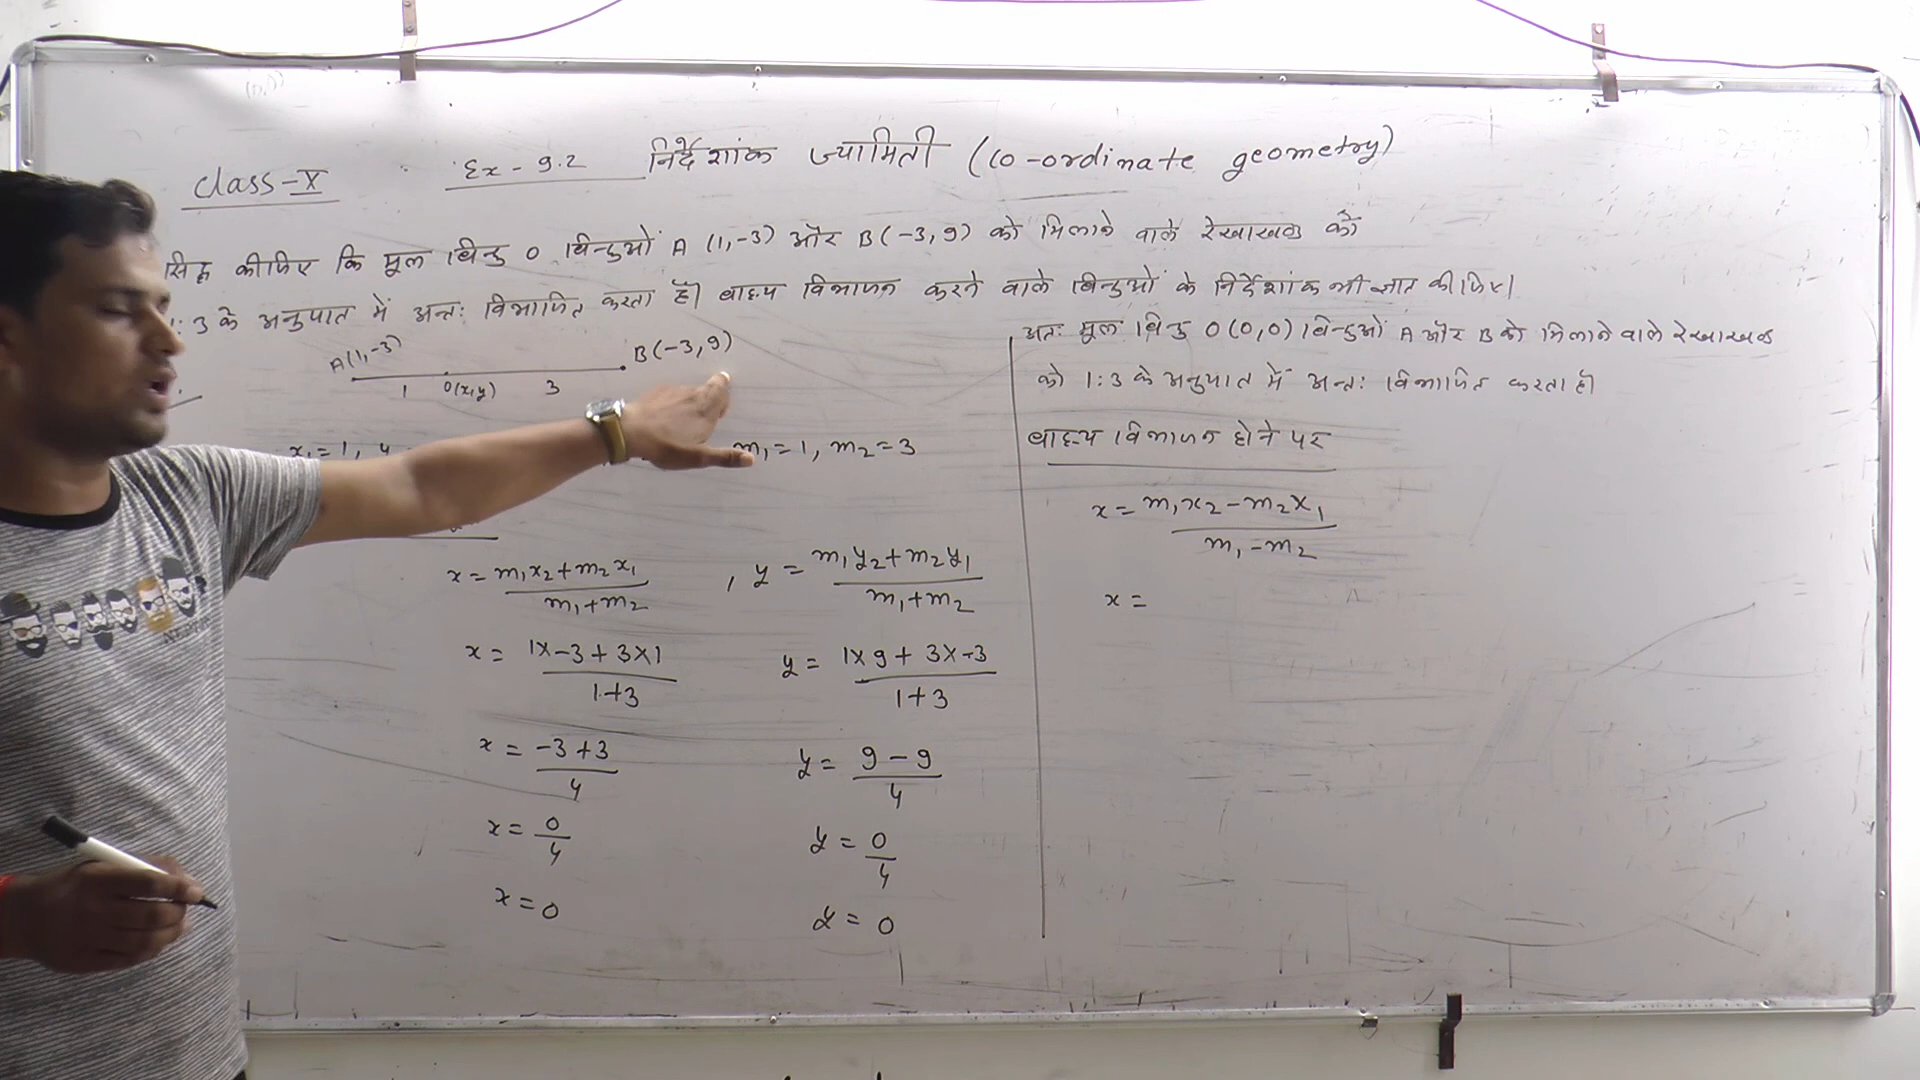 (0,0)
Class-X Ex-9.2 निर्देशांक ज्यामिती (Co-ordinate geometry)
सिद्ध कीजिए कि मूल बिन्दु O बिन्दुओं A (1,-3) और B(-3,9) को मिलाने वाले रेखाखण्ड को
1:3 के अनुपात में अन्तः विभाजित करता है। बाह्य विभाजन करने वाले बिन्दुओं के निर्देशांक भी ज्ञात कीजिए।
A(1,-3) B(-3,9)
1 O(x,y) 3
x₁=1, y m₁=1, m₂=3
x = m₁x₂+m₂x₁ / m₁+m₂ , y = m₁y₂+m₂y₁ / m₁+m₂
x = 1x-3+3x1 / 1+3 y = 1x9+3x-3 / 1+3
x = -3+3 / 4 y = 9-9 / 4
x = 0/4 y = 0/4
x=0 y=0
अतः मूल बिन्दु O(0,0) बिन्दुओं A और B को मिलाने वाले रेखाखण्ड
को 1:3 के अनुपात में अन्तः विभाजित करता है।
बाह्य विभाजन होने पर
x = m₁x₂-m₂x₁ / m₁-m₂
x =